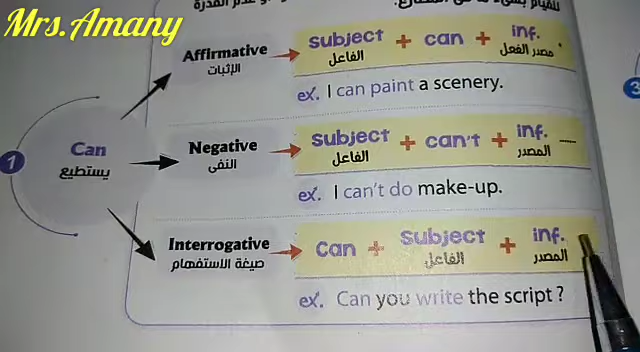 Mrs.Amany
Affirmative
الإثبات
subject + can + inf.
الفاعل
مصدر الفعل
ex. I can paint a scenery.
1
Can
يستطيع
Negative
النفى
subject + can't + inf. ......
الفاعل
المصدر
ex. I can't do make-up.
Interrogative
صيغة الاستفهام
Can + Subject + inf.
الفاعل
المصدر
ex. Can you write the script ?
3